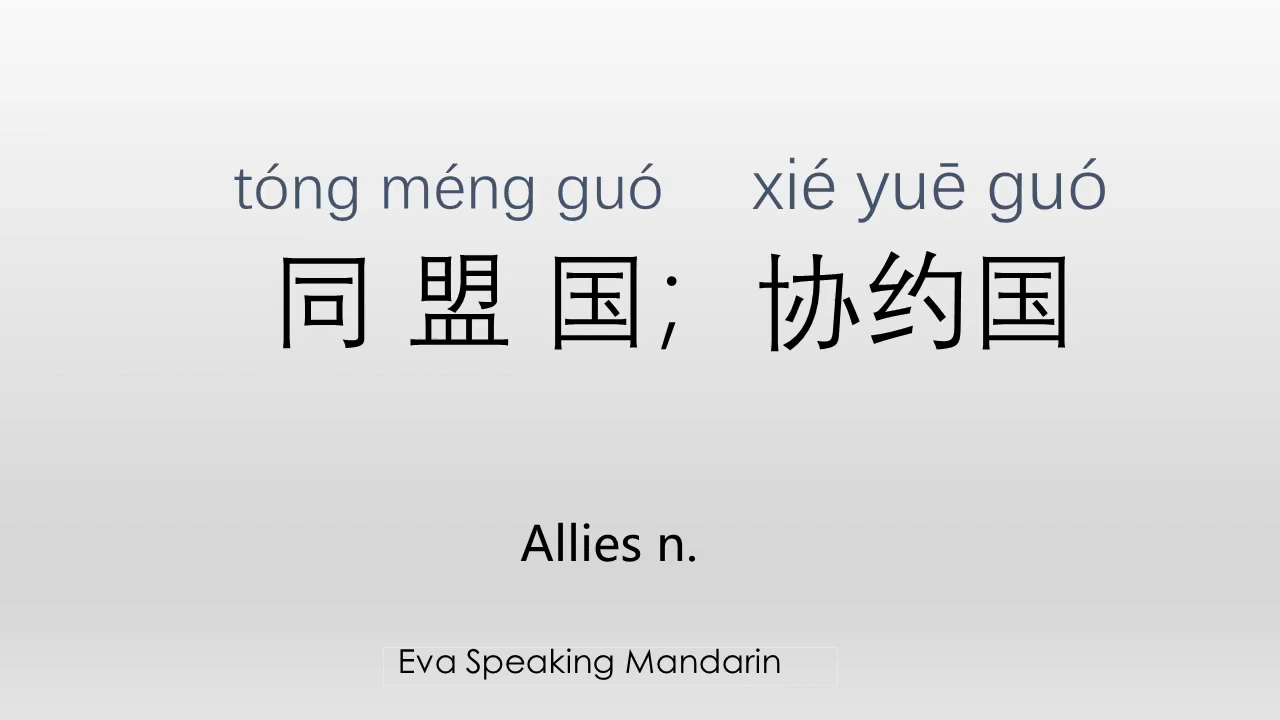 tóng méng guó xié yuē guó
同 盟 国；协约国
Allies n.
Eva Speaking Mandarin